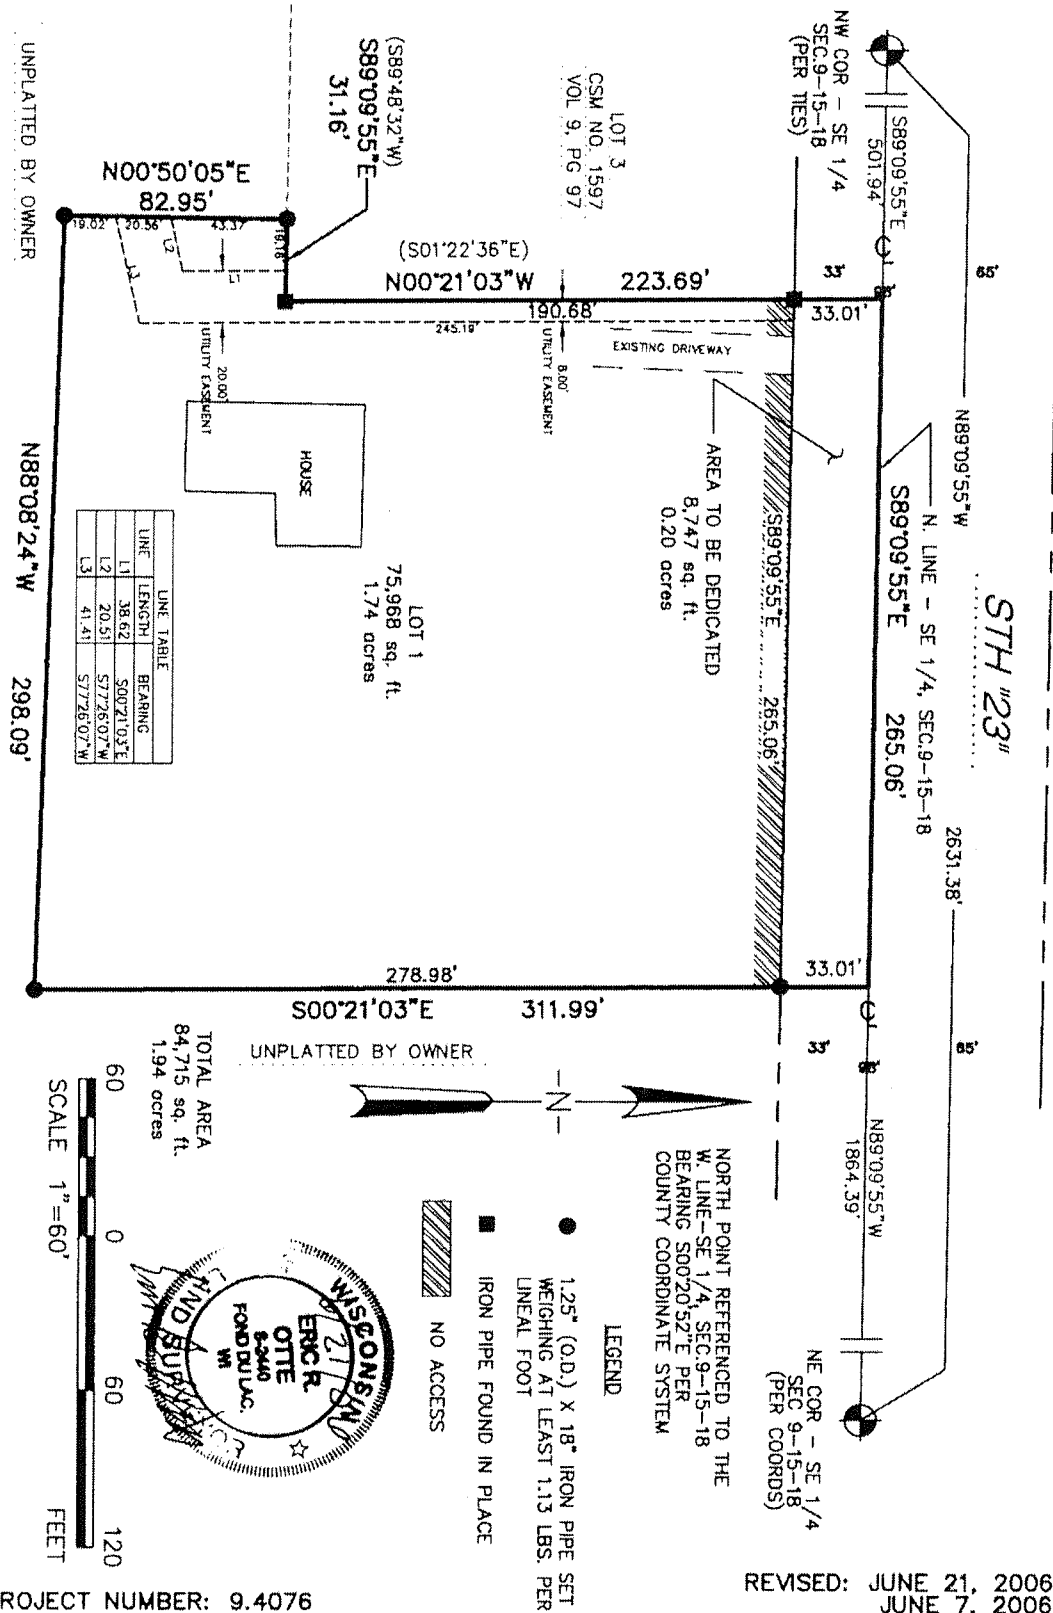 STH "23"
N89°09'55"W
2631.38'
65'
65'
NW COR - SE 1/4
SEC.9-15-18
(PER TIES)
S89°09'55"E
501.94'
N. LINE - SE 1/4, SEC.9-15-18
S89°09'55"E 265.06'
N89°09'55"W
1864.39'
NE COR - SE 1/4
SEC 9-15-18
(PER COORDS)
33'
33.01'
33.01'
33'
LOT 3
CSM NO. 1597
VOL 9, PG 97
S89°09'55"E 265.06'
AREA TO BE DEDICATED
8,747 sq. ft.
0.20 acres
EXISTING DRIVEWAY
(S01°22'36"E)
N00°21'03"W 223.69'
190.68'
245.19'
8.00'
UTILITY EASEMENT
20.00'
UTILITY EASEMENT
(S89°48'32"W)
S89°09'55"E
31.16'
19.16'
N00°50'05"E
82.95'
19.02'
20.56'
43.37'
L1
L2
L3
HOUSE
LOT 1
75,968 sq. ft.
1.74 acres
LINE TABLE
LINE LENGTH BEARING
L1 38.62 S00°21'03"E
L2 20.51 S77°26'07"W
L3 41.41 S77°26'07"W
UNPLATTED BY OWNER
N88°08'24"W 298.09'
278.98'
S00°21'03"E 311.99'
UNPLATTED BY OWNER
TOTAL AREA
84,715 sq. ft.
1.94 acres
N
NORTH POINT REFERENCED TO THE
W. LINE-SE 1/4, SEC.9-15-18
BEARING S00°20'52"E PER
COUNTY COORDINATE SYSTEM
LEGEND
1.25" (O.D.) X 18" IRON PIPE SET
WEIGHING AT LEAST 1.13 LBS. PER
LINEAL FOOT
IRON PIPE FOUND IN PLACE
NO ACCESS
60 0 60 120
SCALE 1"=60' FEET
WISCONSIN
ERIC R.
OTTE
S-2440
FOND DU LAC,
WI
REVISED: JUNE 21, 2006
JUNE 7, 2006
ROJECT NUMBER: 9.4076